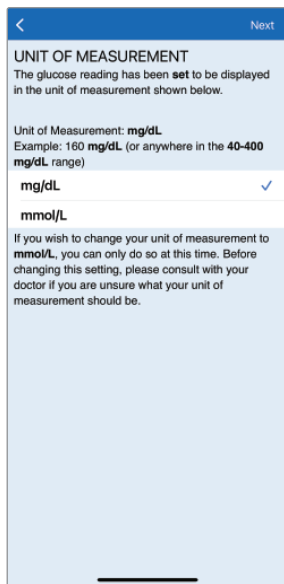 Next
UNIT OF MEASUREMENT
The glucose reading has been set to be displayed
in the unit of measurement shown below.
Unit of Measurement: mg/dL
Example: 160 mg/dL (or anywhere in the 40-400
mg/dL range)
mg/dL
mmol/L
If you wish to change your unit of measurement to
mmol/L, you can only do so at this time. Before
changing this setting, please consult with your
doctor if you are unsure what your unit of
measurement should be.